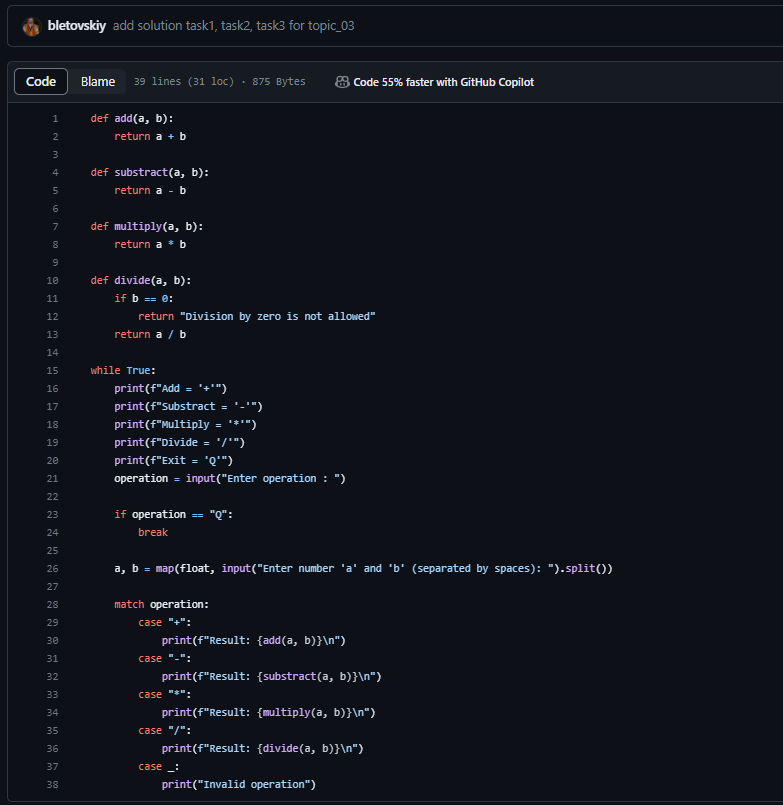 bletovskiy add solution task1, task2, task3 for topic_03
Code Blame 39 lines (31 loc) · 875 Bytes Code 55% faster with GitHub Copilot
1 def add(a, b):
2     return a + b
3
4 def substract(a, b):
5     return a - b
6
7 def multiply(a, b):
8     return a * b
9
10 def divide(a, b):
11     if b == 0:
12         return "Division by zero is not allowed"
13     return a / b
14
15 while True:
16     print(f"Add = '+'")
17     print(f"Substract = '-'")
18     print(f"Multiply = '*'")
19     print(f"Divide = '/'")
20     print(f"Exit = 'Q'")
21     operation = input("Enter operation : ")
22
23     if operation == "Q":
24         break
25
26     a, b = map(float, input("Enter number 'a' and 'b' (separated by spaces): ").split())
27
28     match operation:
29         case "+":
30             print(f"Result: {add(a, b)}\n")
31         case "-":
32             print(f"Result: {substract(a, b)}\n")
33         case "*":
34             print(f"Result: {multiply(a, b)}\n")
35         case "/":
36             print(f"Result: {divide(a, b)}\n")
37         case _:
38             print("Invalid operation")